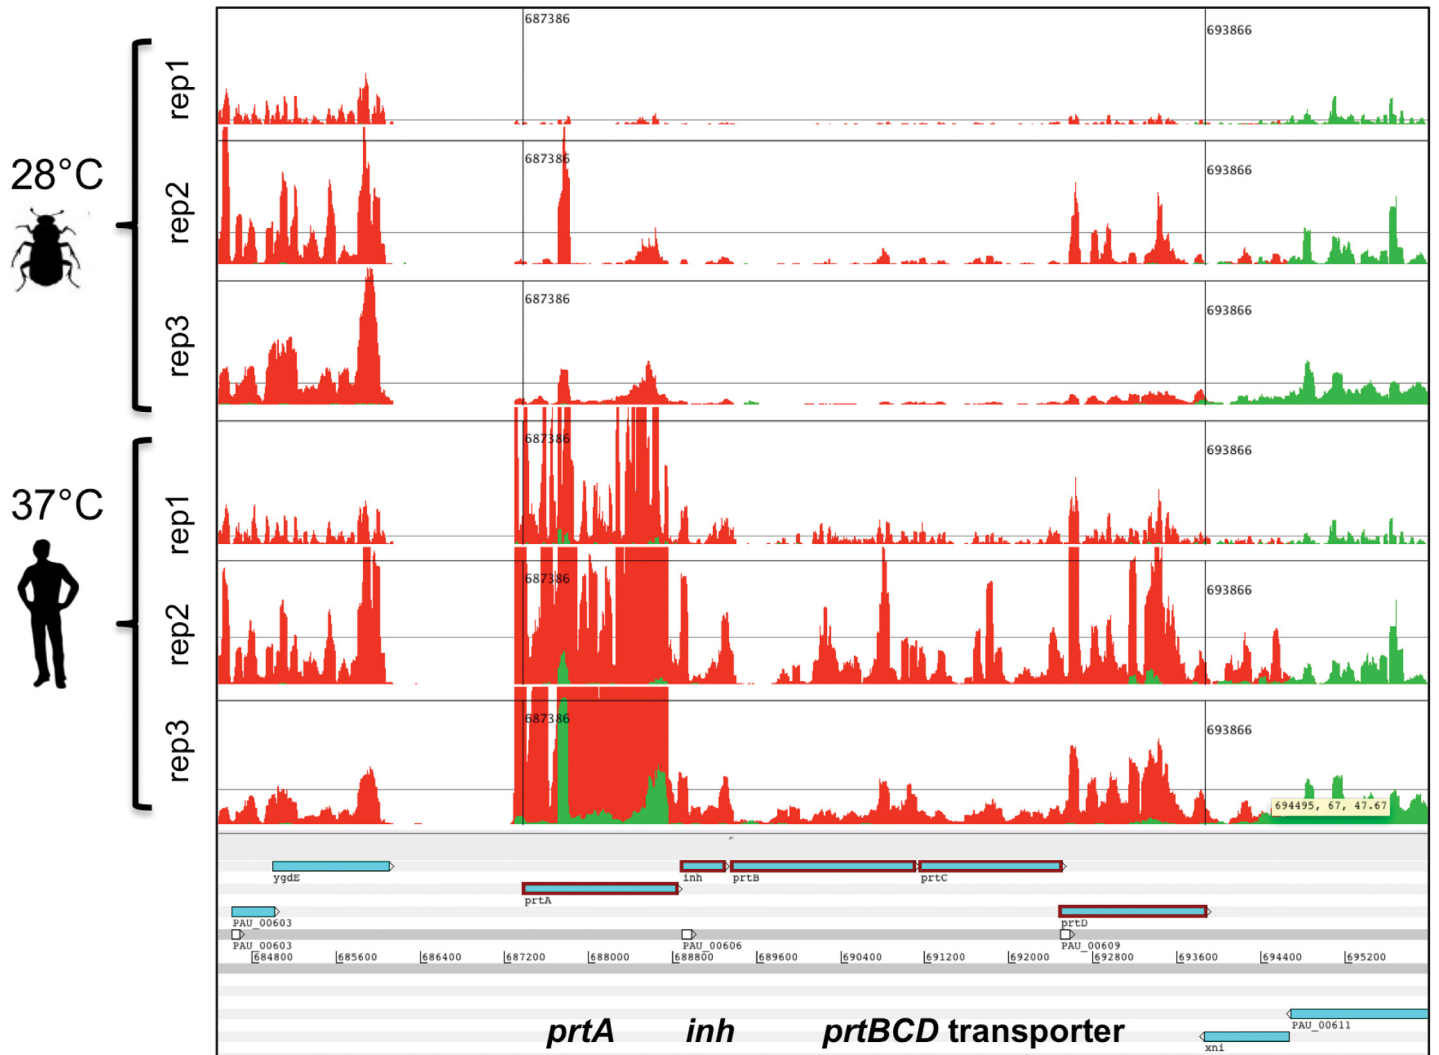 28°C
rep1
687386
693866
rep2
687386
693866
rep3
687386
693866
37°C
rep1
687386
693866
rep2
687386
693866
rep3
687386
693866
694495, 67, 47.67
ygdE
inh
prtB
prtC
prtA
PAU_00603
prtD
PAU_00603
PAU_00606
PAU_00609
684800 685600 686400 687200 688000 688800 689600 690400 691200 692000 692800 693600 694400 695200
prtA inh prtBCD transporter
PAU_00611
xni